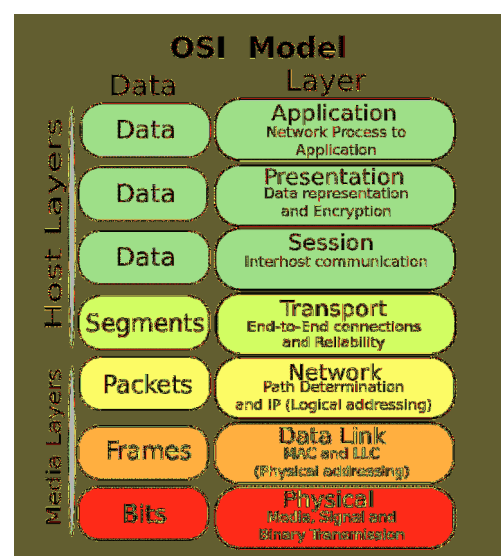 OSI Model
Data Layer
Host Layers
Data
Application
Network Process to
Application
Data
Presentation
Data representation
and Encryption
Data
Session
Interhost communication
Segments
Transport
End-to-End connections
and Reliability
Media Layers
Packets
Network
Path Determination
and IP (Logical addressing)
Frames
Data Link
MAC and LLC
(Physical addressing)
Bits
Physical
Media, Signal and
Binary Transmission